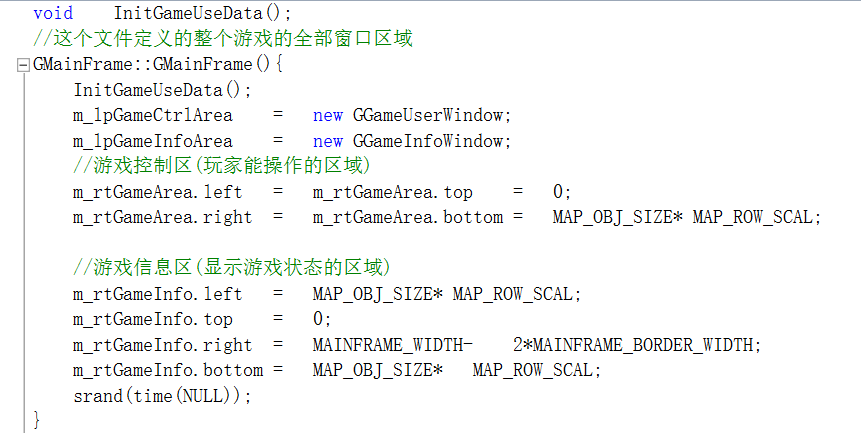 void    InitGameUseData();
//这个文件定义的整个游戏的全部窗口区域
GMainFrame::GMainFrame(){
    InitGameUseData();
    m_lpGameCtrlArea    =   new GGameUserWindow;
    m_lpGameInfoArea    =   new GGameInfoWindow;
    //游戏控制区(玩家能操作的区域)
    m_rtGameArea.left   =   m_rtGameArea.top    =   0;
    m_rtGameArea.right  =   m_rtGameArea.bottom =   MAP_OBJ_SIZE* MAP_ROW_SCAL;

    //游戏信息区(显示游戏状态的区域)
    m_rtGameInfo.left   =   MAP_OBJ_SIZE* MAP_ROW_SCAL;
    m_rtGameInfo.top    =   0;
    m_rtGameInfo.right  =   MAINFRAME_WIDTH-    2*MAINFRAME_BORDER_WIDTH;
    m_rtGameInfo.bottom =   MAP_OBJ_SIZE*   MAP_ROW_SCAL;
    srand(time(NULL));
}